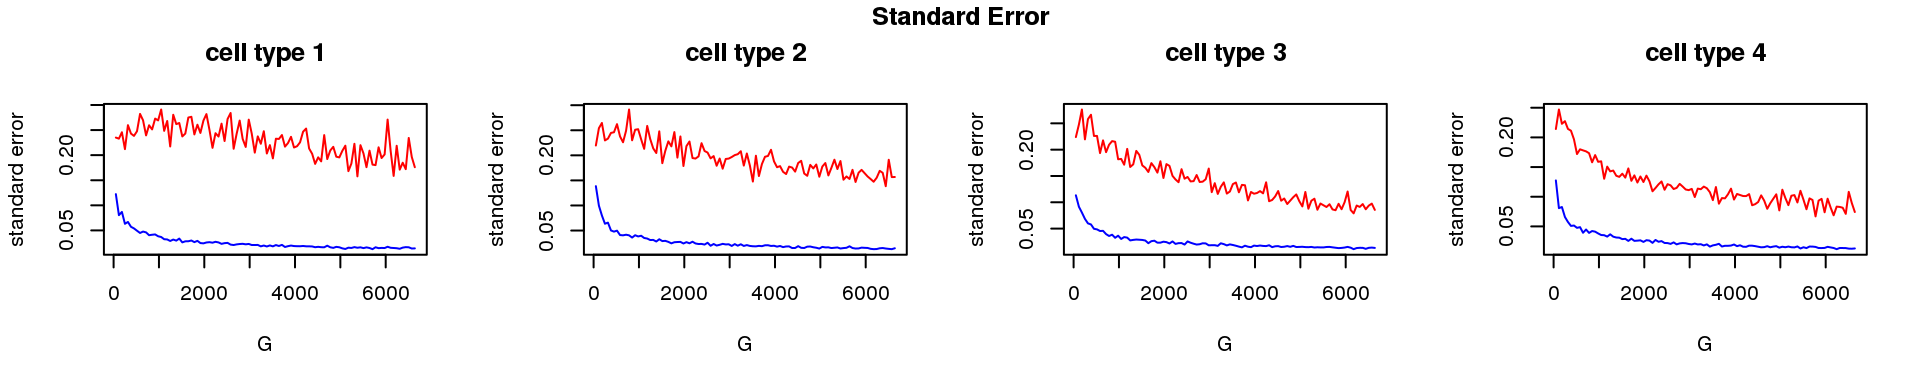 Standard Error
cell type 1
standard error
0.20
0.05
0 2000 4000 6000
G
cell type 2
standard error
0.20
0.05
0 2000 4000 6000
G
cell type 3
standard error
0.20
0.05
0 2000 4000 6000
G
cell type 4
standard error
0.20
0.05
0 2000 4000 6000
G